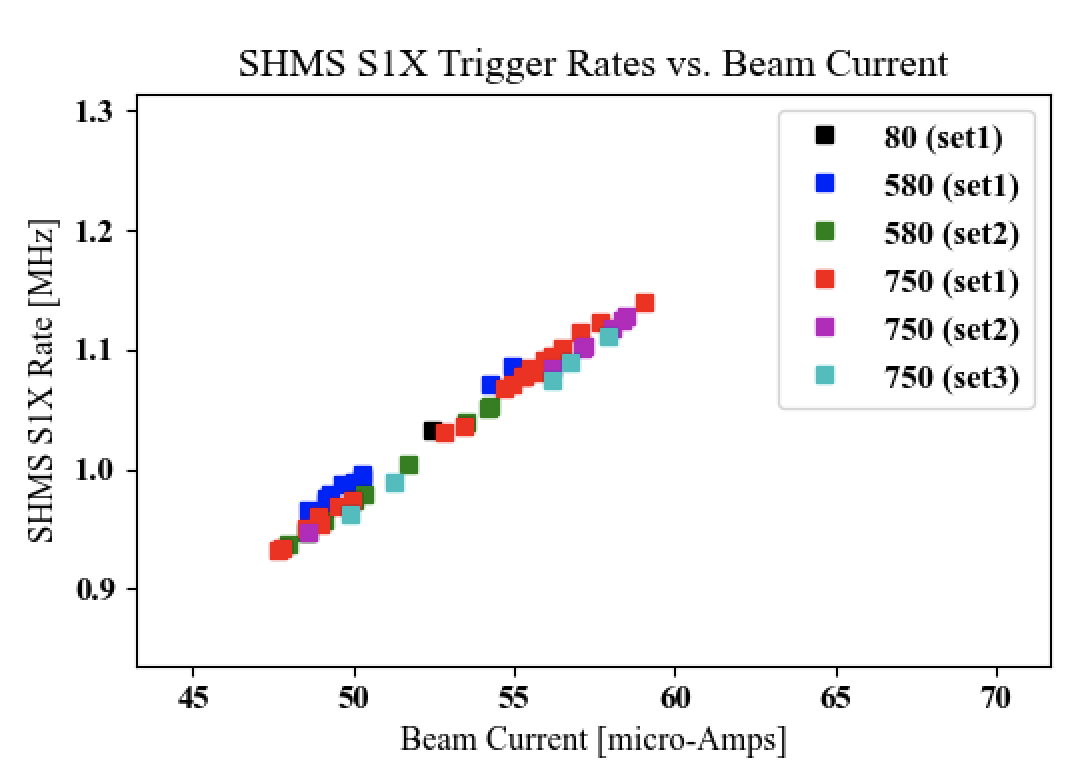 SHMS S1X Trigger Rates vs. Beam Current
SHMS S1X Rate [MHz]
1.3
1.2
1.1
1.0
0.9
80 (set1)
580 (set1)
580 (set2)
750 (set1)
750 (set2)
750 (set3)
45 50 55 60 65 70
Beam Current [micro-Amps]